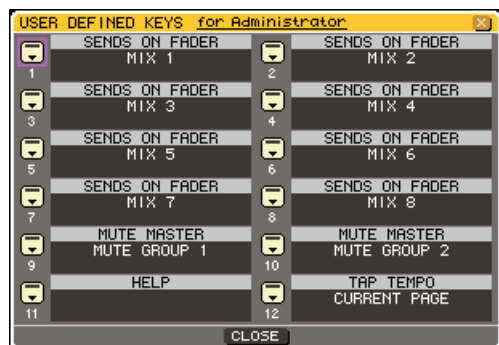 USER DEFINED KEYS for Administrator
SENDS ON FADER
MIX 1
1
SENDS ON FADER
MIX 2
2
SENDS ON FADER
MIX 3
3
SENDS ON FADER
MIX 4
4
SENDS ON FADER
MIX 5
5
SENDS ON FADER
MIX 6
6
SENDS ON FADER
MIX 7
7
SENDS ON FADER
MIX 8
8
MUTE MASTER
MUTE GROUP 1
9
MUTE MASTER
MUTE GROUP 2
10
HELP
11
TAP TEMPO
CURRENT PAGE
12
CLOSE